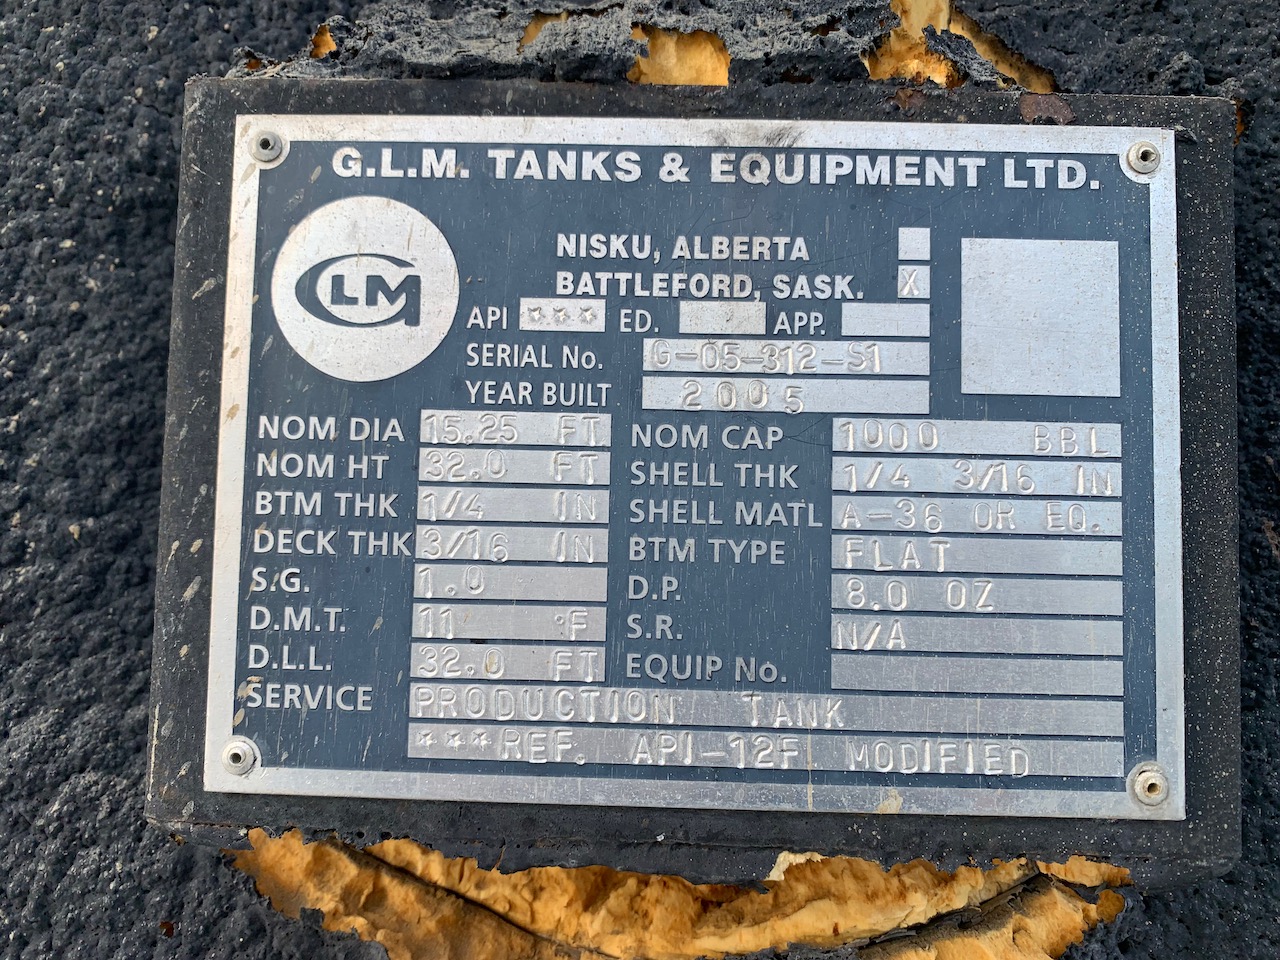 G.L.M. TANKS & EQUIPMENT LTD.
GLM
NISKU, ALBERTA
BATTLEFORD, SASK. X
API *** ED. APP.
SERIAL No. G-05-312-S1
YEAR BUILT 2005
NOM DIA 15.25 FT NOM CAP 1000 BBL
NOM HT 32.0 FT SHELL THK 1/4 3/16 IN
BTM THK 1/4 IN SHELL MATL A-36 OR EQ.
DECK THK 3/16 IN BTM TYPE FLAT
S.G. 1.0 D.P. 8.0 OZ
D.M.T. 11 °F S.R. N/A
D.L.L. 32.0 FT EQUIP No.
SERVICE PRODUCTION TANK
***REF. API-12F MODIFIED